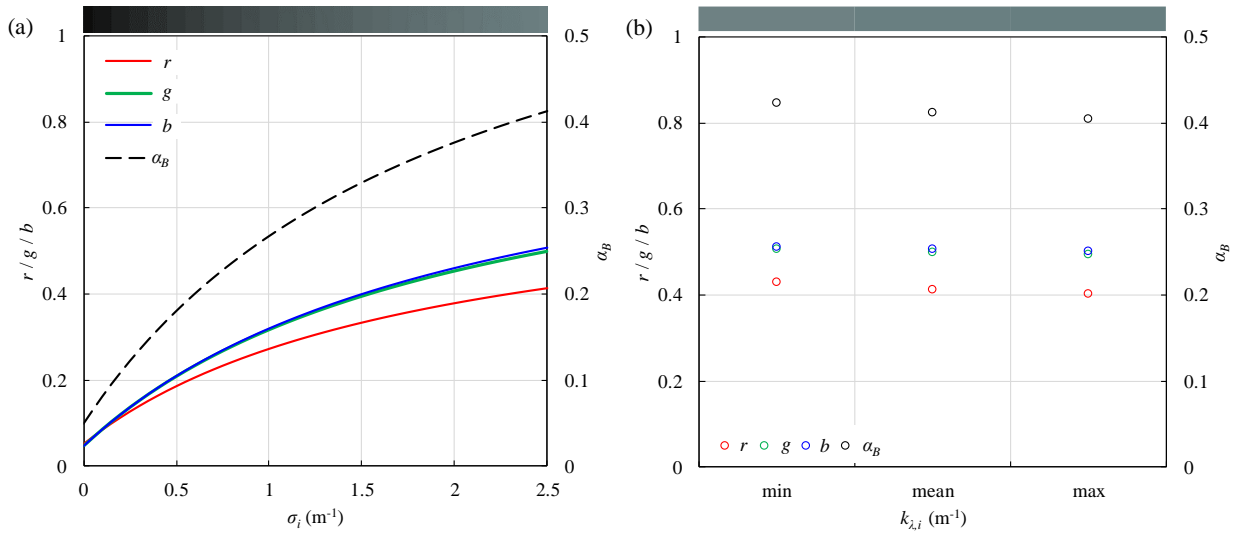 (a)
1
0.8
0.6
0.4
0.2
0
r / g / b
r
g
b
α_B
0.5
0.4
0.3
0.2
0.1
0
α_B
0 0.5 1 1.5 2 2.5
σ_i (m⁻¹)
(b)
1
0.8
0.6
0.4
0.2
0
r / g / b
r g b α_B
0.5
0.4
0.3
0.2
0.1
0
α_B
min mean max
k_{λ,i} (m⁻¹)